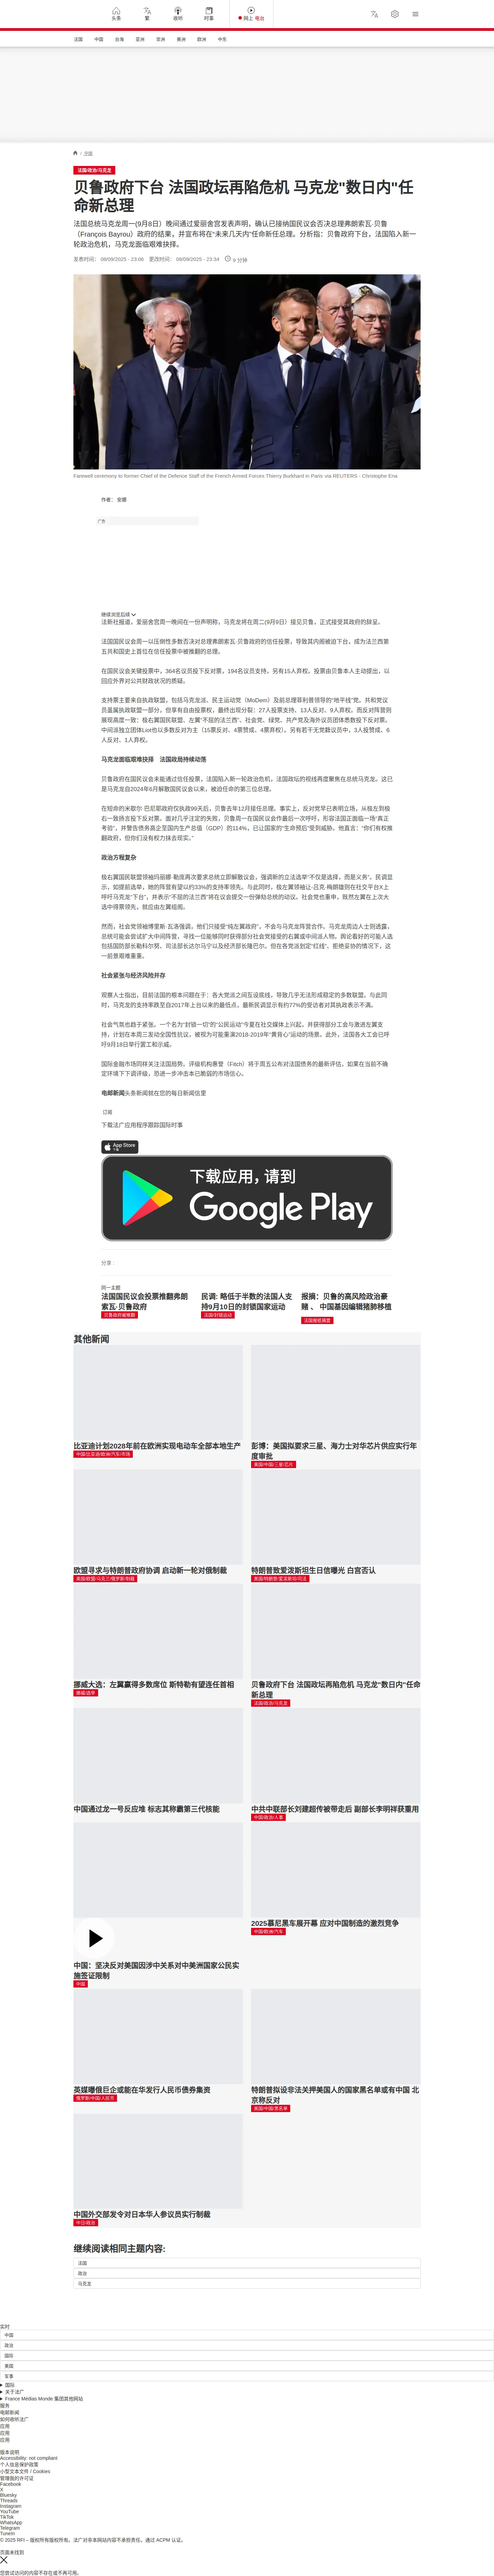 头条
繁
收听
时事
网上 电台
法国
中国
台海
亚洲
非洲
美洲
欧洲
中东
/ 中国
法国/政治/马克龙
贝鲁政府下台 法国政坛再陷危机 马克龙"数日内"任
命新总理
法国总统马克龙周一(9月8日）晚间通过爱丽舍宫发表声明，确认已接纳国民议会否决总理弗朗索瓦·贝鲁
（François Bayrou）政府的结果，并宣布将在"未来几天内"任命新任总理。分析指：贝鲁政府下台，法国陷入新一
轮政治危机，马克龙面临艰难抉择。
发表时间： 08/09/2025 - 23:06 更改时间： 08/09/2025 - 23:34 9 分钟
Farewell ceremony to former Chief of the Defence Staff of the French Armed Forces Thierry Burkhard in Paris via REUTERS - Christophe Ena
作者： 安娜
广告
继续浏览后续
法新社报道，爱丽舍宫周一晚间在一份声明称，马克龙将在周二(9月9日）接见贝鲁，正式接受其政府的辞呈。
法国国民议会周一以压倒性多数否决对总理弗朗索瓦·贝鲁政府的信任投票，导致其内阁被迫下台，成为法兰西第
五共和国史上首位在信任投票中被推翻的总理。
在国民议会关键投票中，364名议员投下反对票，194名议员支持，另有15人弃权。投票由贝鲁本人主动提出，以
回应外界对公共财政状况的质疑。
支持票主要来自执政联盟，包括马克龙派、民主运动党（MoDem）及前总理菲利普领导的"地平线"党。共和党议
员虽属执政联盟一部分，但享有自由投票权，最终出现分裂：27人投票支持、13人反对、9人弃权。而反对阵营则
展现高度一致：极右翼国民联盟、左翼"不屈的法兰西"、社会党、绿党、共产党及海外议员团体悉数投下反对票。
中间派独立团体Liot也以多数反对为主（15票反对、4票赞成、4票弃权）。另有若干无党籍议员中，3人投赞成、6
人反对、1人弃权。
马克龙面临艰难抉择 法国政局持续动荡
贝鲁政府在国民议会未能通过信任投票，法国陷入新一轮政治危机，法国政坛的视线再度聚焦在总统马克龙。这已
是马克龙自2024年6月解散国民议会以来，被迫任命的第三位总理。
在短命的米歇尔·巴尼耶政府仅执政99天后，贝鲁去年12月接任总理。事实上，反对党早已表明立场，从极左到极
右一致扬言投下反对票。面对几乎注定的失败，贝鲁周一在国民议会作最后一次呼吁，形容法国正面临一场"真正
考验"，并警告债务高企至国内生产总值（GDP）的114%，已让国家的"生命预后"受到威胁。他直言："你们有权推
翻政府，但你们没有权力抹去现实。"
政治方程复杂
极右翼国民联盟领袖玛丽娜·勒庞再次要求总统立即解散议会，强调新的立法选举"不仅是选择，而是义务"。民调显
示，如提前选举，她的阵营有望以约33%的支持率领先。与此同时，极左翼领袖让-吕克·梅朗雄则在社交平台X上
呼吁马克龙"下台"，并表示"不屈的法兰西"将在议会提交一份弹劾总统的动议。社会党也重申，既然左翼在上次大
选中得票领先，就应由左翼组阁。
然而，社会党领袖博里斯·瓦洛强调，他们只接受"纯左翼政府"，不会与马克龙阵营合作。马克龙周边人士则透露，
总统可能会尝试扩大中间阵营，寻找一位能够同时获得部分社会党接受的右翼或中间派人物。舆论看好的可能人选
包括国防部长勒科尔努、司法部长达尔马宁以及经济部长隆巴尔。但在各党派划定"红线"、拒绝妥协的情况下，这
一前景艰难重重。
社会紧张与经济风险并存
观察人士指出，目前法国的根本问题在于：各大党派之间互设底线，导致几乎无法形成稳定的多数联盟。与此同
时，马克龙的支持率跌至自2017年上台以来的最低点，最新民调显示有约77%的受访者对其执政表示不满。
社会气氛也趋于紧张。一个名为"封锁一切"的"公民运动"今夏在社交媒体上兴起，并获得部分工会与激进左翼支
持，计划在本周三发动全国性抗议，被视为可能重演2018-2019年"黄背心"运动的场景。此外，法国各大工会已呼
吁9月18日举行罢工和示威。
国际金融市场同样关注法国局势。评级机构惠誉（Fitch）将于周五公布对法国债务的最新评估，如果在当前不确
定环境下下调评级，恐进一步冲击本已脆弱的市场信心。
电邮新闻头条新闻就在您的每日新闻信里
订阅
下载法广应用程序跟踪国际时事
App Store
下载
下载应用，请到
Google Play
分享 :
同一主题
法国国民议会投票推翻弗朗
索瓦·贝鲁政府
贝鲁政府被推翻
民调: 略低于半数的法国人支
持9月10日的封锁国家运动
法国/封锁运动
报摘：贝鲁的高风险政治豪
赌 、 中国基因编辑猪肺移植
法国报纸摘要
其他新闻
比亚迪计划2028年前在欧洲实现电动车全部本地生产
中国/比亚迪/欧洲/汽车/市场
彭博：美国拟要求三星、海力士对华芯片供应实行年
度审批
美国/中国/三星/芯片
欧盟寻求与特朗普政府协调 启动新一轮对俄制裁
美国/欧盟/乌克兰/俄罗斯/制裁
特朗普致爱泼斯坦生日信曝光 白宫否认
美国/特朗普/爱泼斯坦/司法
挪威大选：左翼赢得多数席位 斯特勒有望连任首相
挪威/选举
贝鲁政府下台 法国政坛再陷危机 马克龙"数日内"任命
新总理
法国/政治/马克龙
中国通过龙一号反应堆 标志其称霸第三代核能
中共中联部长刘建超传被带走后 副部长李明祥获重用
中国/政治/人事
中国：坚决反对美国因涉中关系对中美洲国家公民实
施签证限制
中国
2025慕尼黑车展开幕 应对中国制造的激烈竞争
中国/欧洲/汽车
英媒曝俄巨企或能在华发行人民币债券集资
俄罗斯/中国/人民币
特朗普拟设非法关押美国人的国家黑名单或有中国 北
京称反对
美国/中国/黑名单
中国外交部发令对日本华人参议员实行制裁
中日/政治
继续阅读相同主题内容:
法国
政治
马克龙
实时
中国
政治
国际
美国
军事
国际
关于法广
France Médias Monde 集团其他网站
服务
电邮新闻
如何收听法广
应用
应用
应用
版本说明
Accessibility: not compliant
个人信息保护政策
小型文本文件 / Cookies
管理我的许可证
Facebook
X
Bluesky
Threads
Instagram
YouTube
TikTok
WhatsApp
Telegram
TuneIn
© 2025 RFI – 版权所有版权所有。法广对非本网站内容不承担责任。通过 ACPM 认证。
页面未找到
您尝试访问的内容不存在或不再可用。